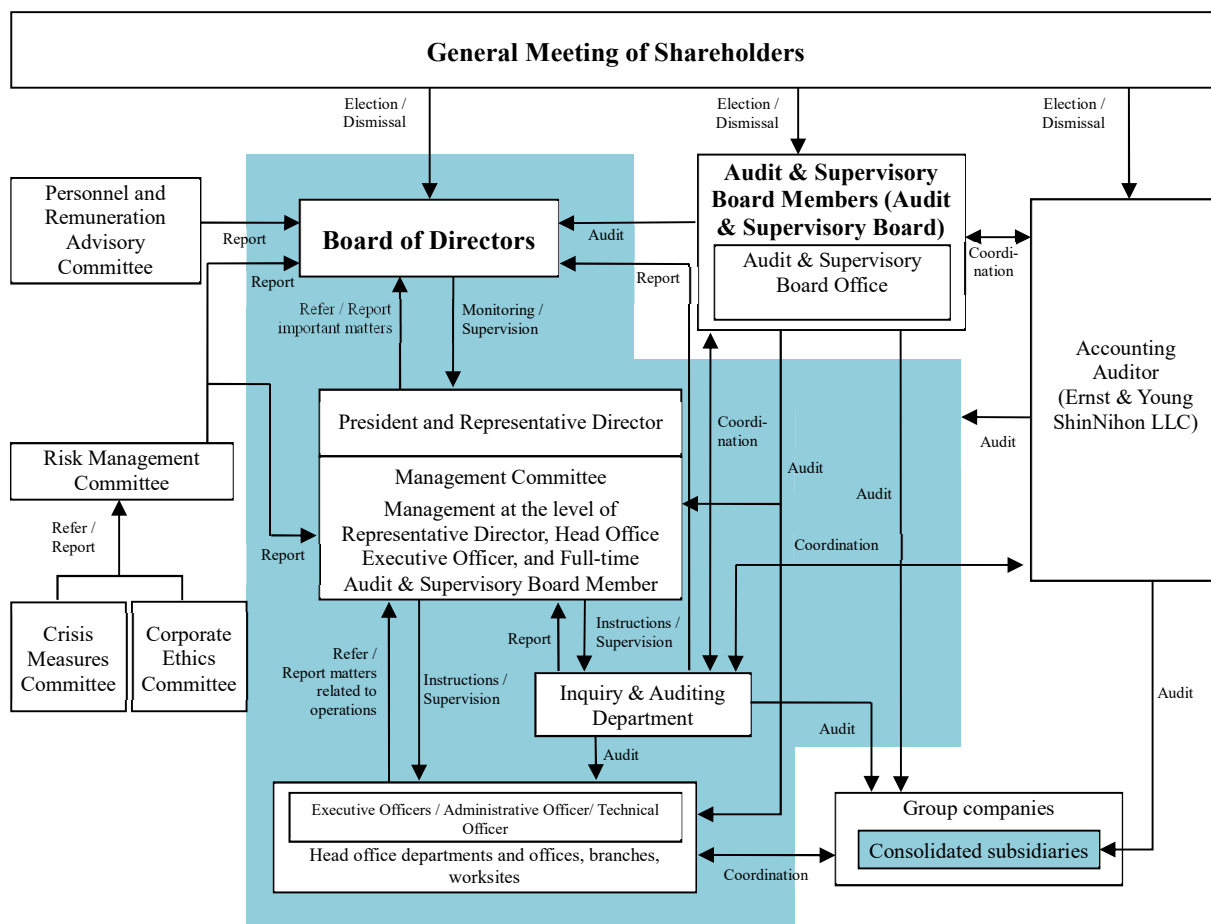 General Meeting of Shareholders
Election /
Dismissal
Election /
Dismissal
Election /
Dismissal
Personnel and
Remuneration
Advisory
Committee
Report
Report
Board of Directors
Audit
Report
Audit & Supervisory
Board Members (Audit
& Supervisory Board)
Audit & Supervisory
Board Office
Coordi-
nation
Accounting
Auditor
(Ernst & Young
ShinNihon LLC)
Refer / Report
important matters
Monitoring /
Supervision
President and Representative Director
Management Committee
Management at the level of
Representative Director, Head Office
Executive Officer, and Full-time
Audit & Supervisory Board Member
Coordi-
nation
Audit
Audit
Audit
Coordination
Risk Management
Committee
Refer /
Report
Report
Crisis
Measures
Committee
Corporate
Ethics
Committee
Refer /
Report matters
related to
operations
Instructions /
Supervision
Report
Instructions /
Supervision
Inquiry & Auditing
Department
Audit
Audit
Audit
Executive Officers / Administrative Officer/ Technical
Officer
Head office departments and offices, branches,
worksites
Coordination
Group companies
Consolidated subsidiaries